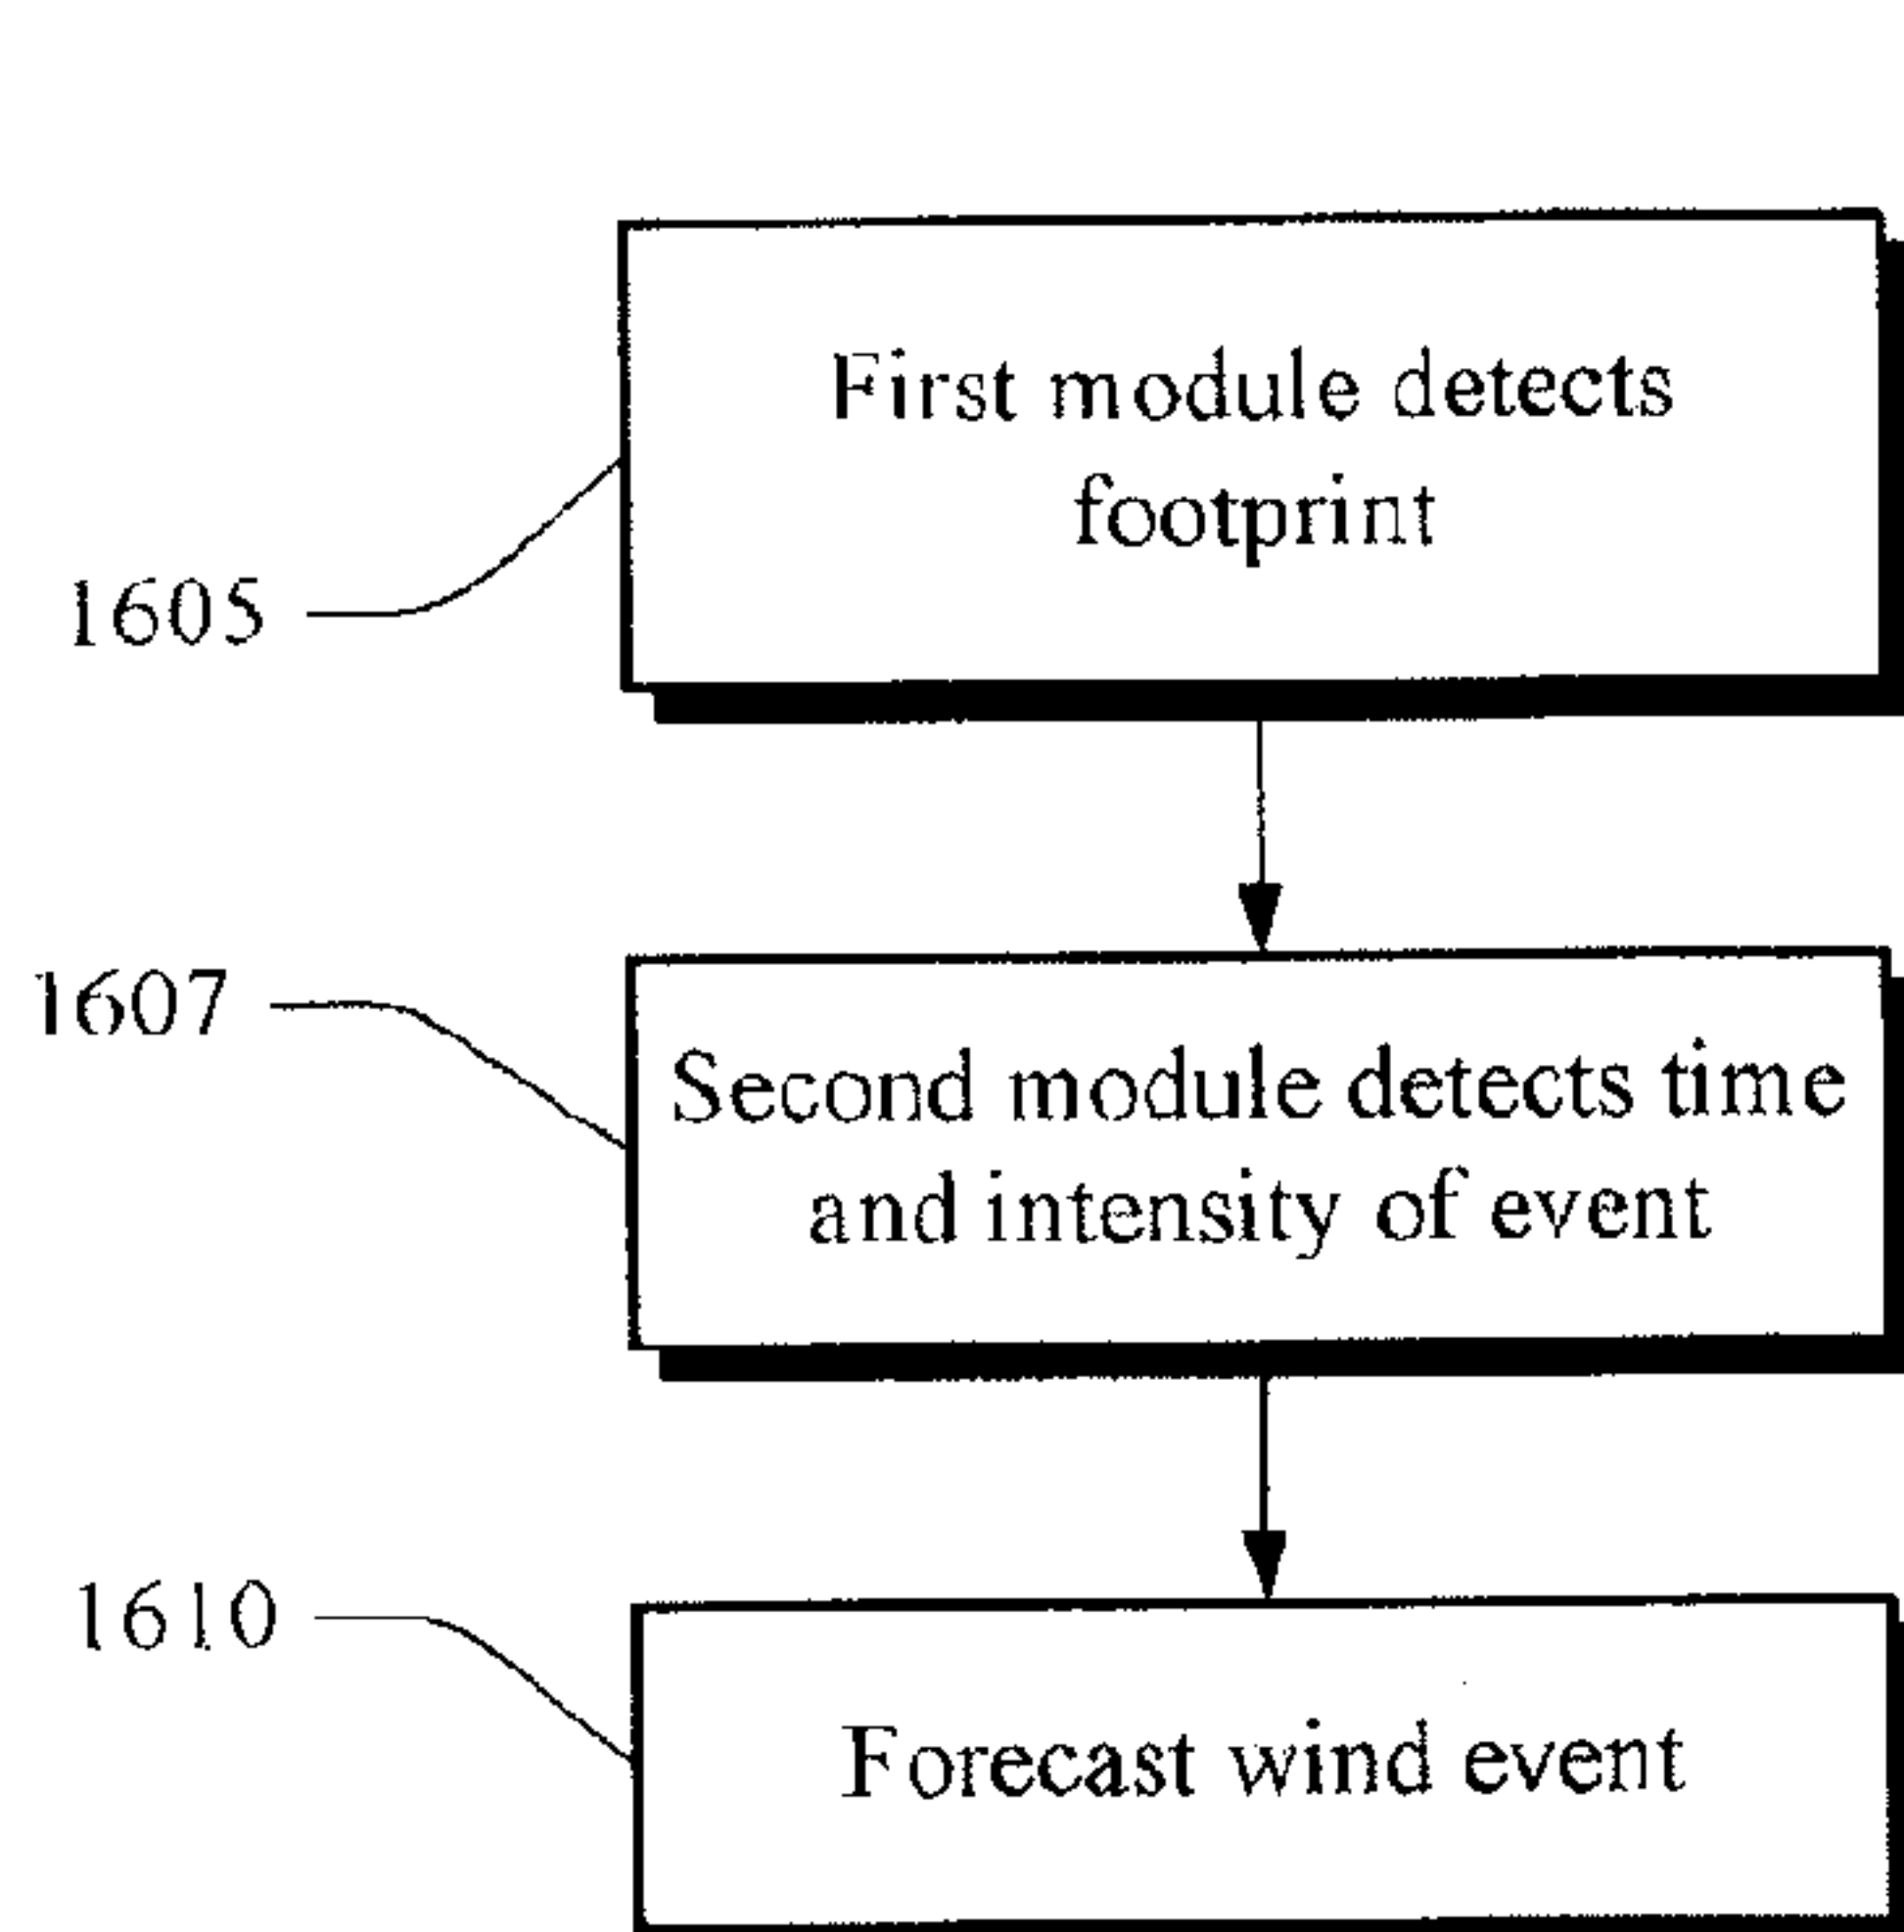 First module detects
footprint
1605
1607
Second module detects time
and intensity of event
1610
Forecast wind event